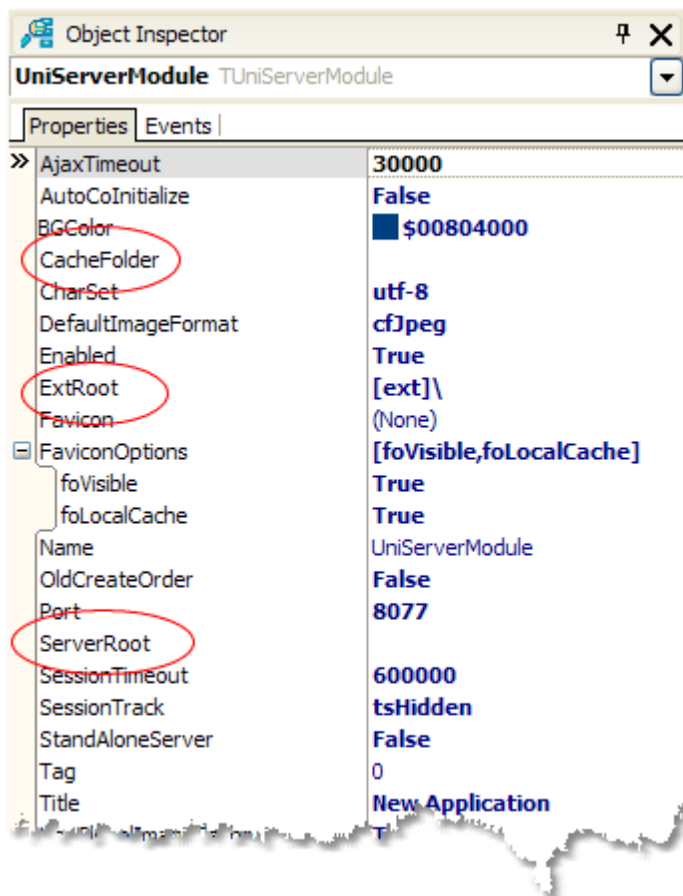 Object Inspector
UniServerModule TUniServerModule
Properties Events
AjaxTimeout 30000
AutoCoInitialize False
BGColor $00804000
CacheFolder
CharSet utf-8
DefaultImageFormat cfJpeg
Enabled True
ExtRoot [ext]\
Favicon (None)
FaviconOptions [foVisible,foLocalCache]
foVisible True
foLocalCache True
Name UniServerModule
OldCreateOrder False
Port 8077
ServerRoot
SessionTimeout 600000
SessionTrack tsHidden
StandAloneServer False
Tag 0
Title New Application